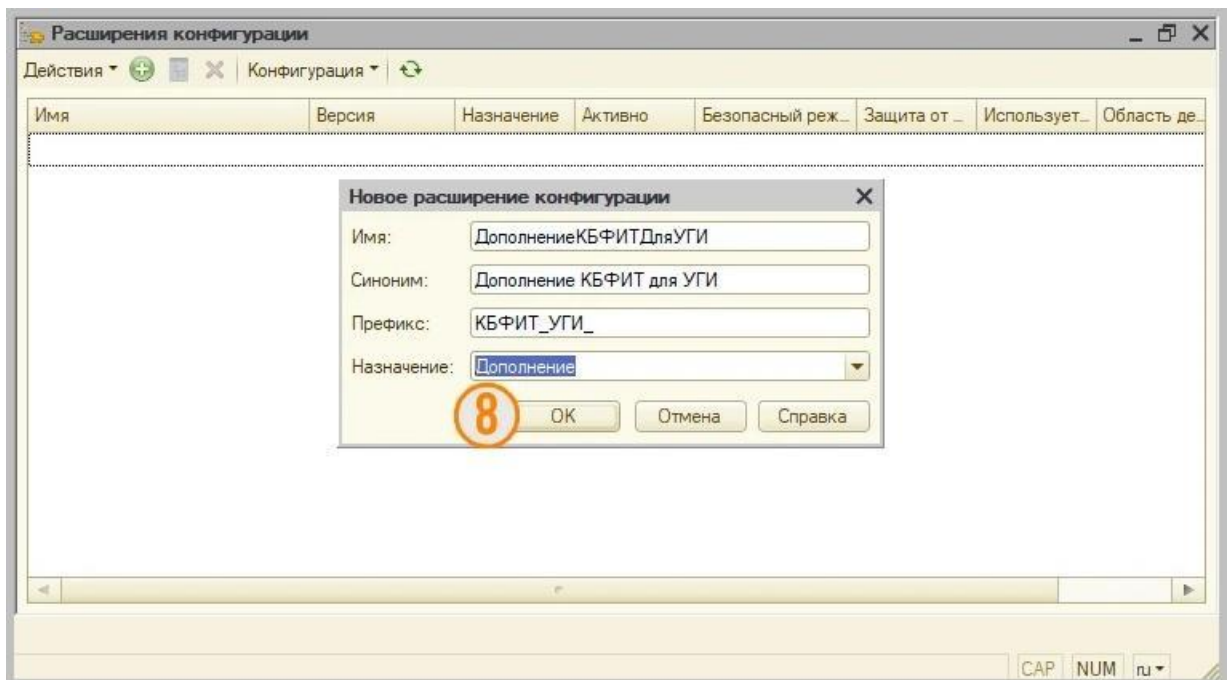 Расширения конфигурации
Действия Конфигурация
Имя Версия Назначение Активно Безопасный реж... Защита от ... Использует... Область де...
Новое расширение конфигурации
Имя: ДополнениеКБФИТДляУГИ
Синоним: Дополнение КБФИТ для УГИ
Префикс: КБФИТ_УГИ_
Назначение: Дополнение
8 OK Отмена Справка
CAP NUM ru